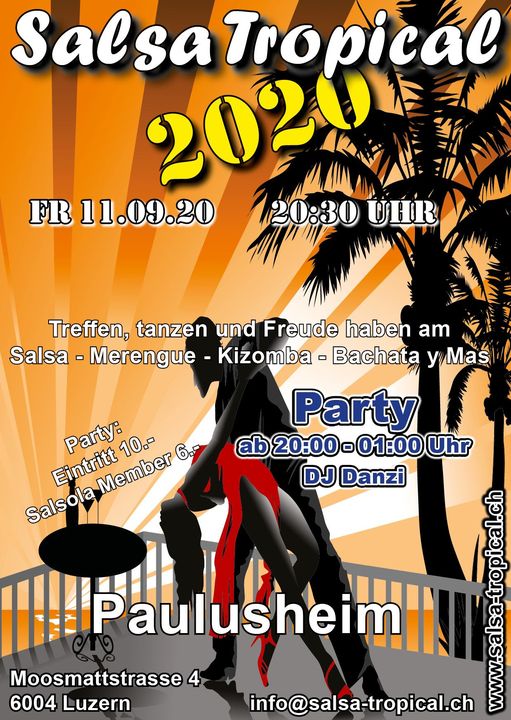 Salsa Tropical
2020
FR 11.09.20 20:30 UHR
Treffen, tanzen und Freude haben am
Salsa - Merengue - Kizomba - Bachata y Mas
Party:
Eintritt 10.-
Salsola Member 6.-
Party
ab 20:00 - 01:00 Uhr
DJ Danzi
Paulusheim
Moosmattstrasse 4
6004 Luzern
info@salsa-tropical.ch
www.salsa-tropical.ch